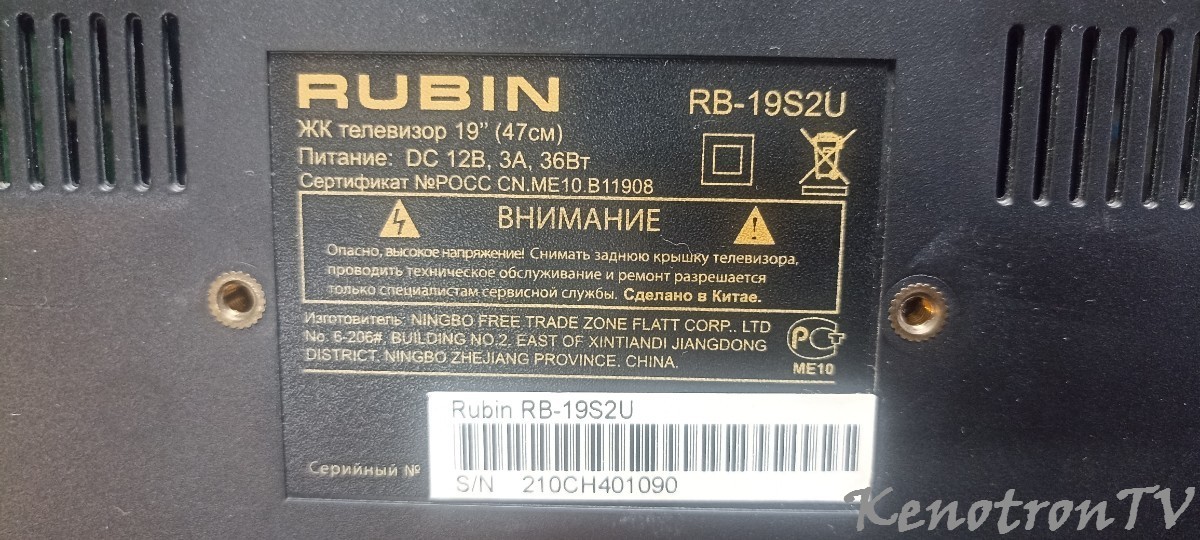 RUBIN
RB-19S2U
ЖК телевизор 19” (47см)
Питание: DC 12В, 3А, 36Вт
Сертификат №РОСС CN.ME10.B11908
ВНИМАНИЕ
Опасно, высокое напряжение! Снимать заднюю крышку телевизора,
проводить техническое обслуживание и ремонт разрешается
только специалистам сервисной службы. Сделано в Китае.
Изготовитель: NINGBO FREE TRADE ZONE FLATT CORP.. LTD
No. 6-206#, BUILDING NO.2, EAST OF XINTIANDI JIANGDONG
DISTRICT, NINGBO ZHEJIANG PROVINCE. CHINA.
РСТ
ME10
Rubin RB-19S2U
Серийный №
S/N 210CH401090
KenotronTV